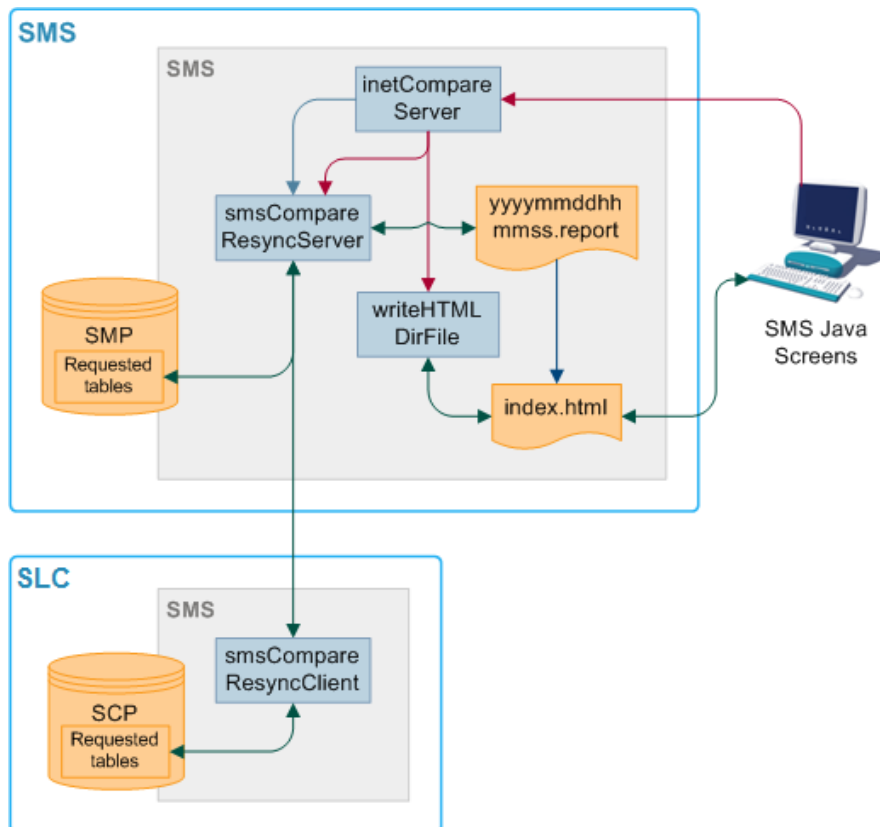 SMS
SMS
inetCompare
Server
smsCompare
ResyncServer
yyyymmddhh
mmss.report
writeHTML
DirFile
index.html
SMP
Requested
tables
SMS Java
Screens
SLC
SMS
smsCompare
ResyncClient
SCP
Requested
tables